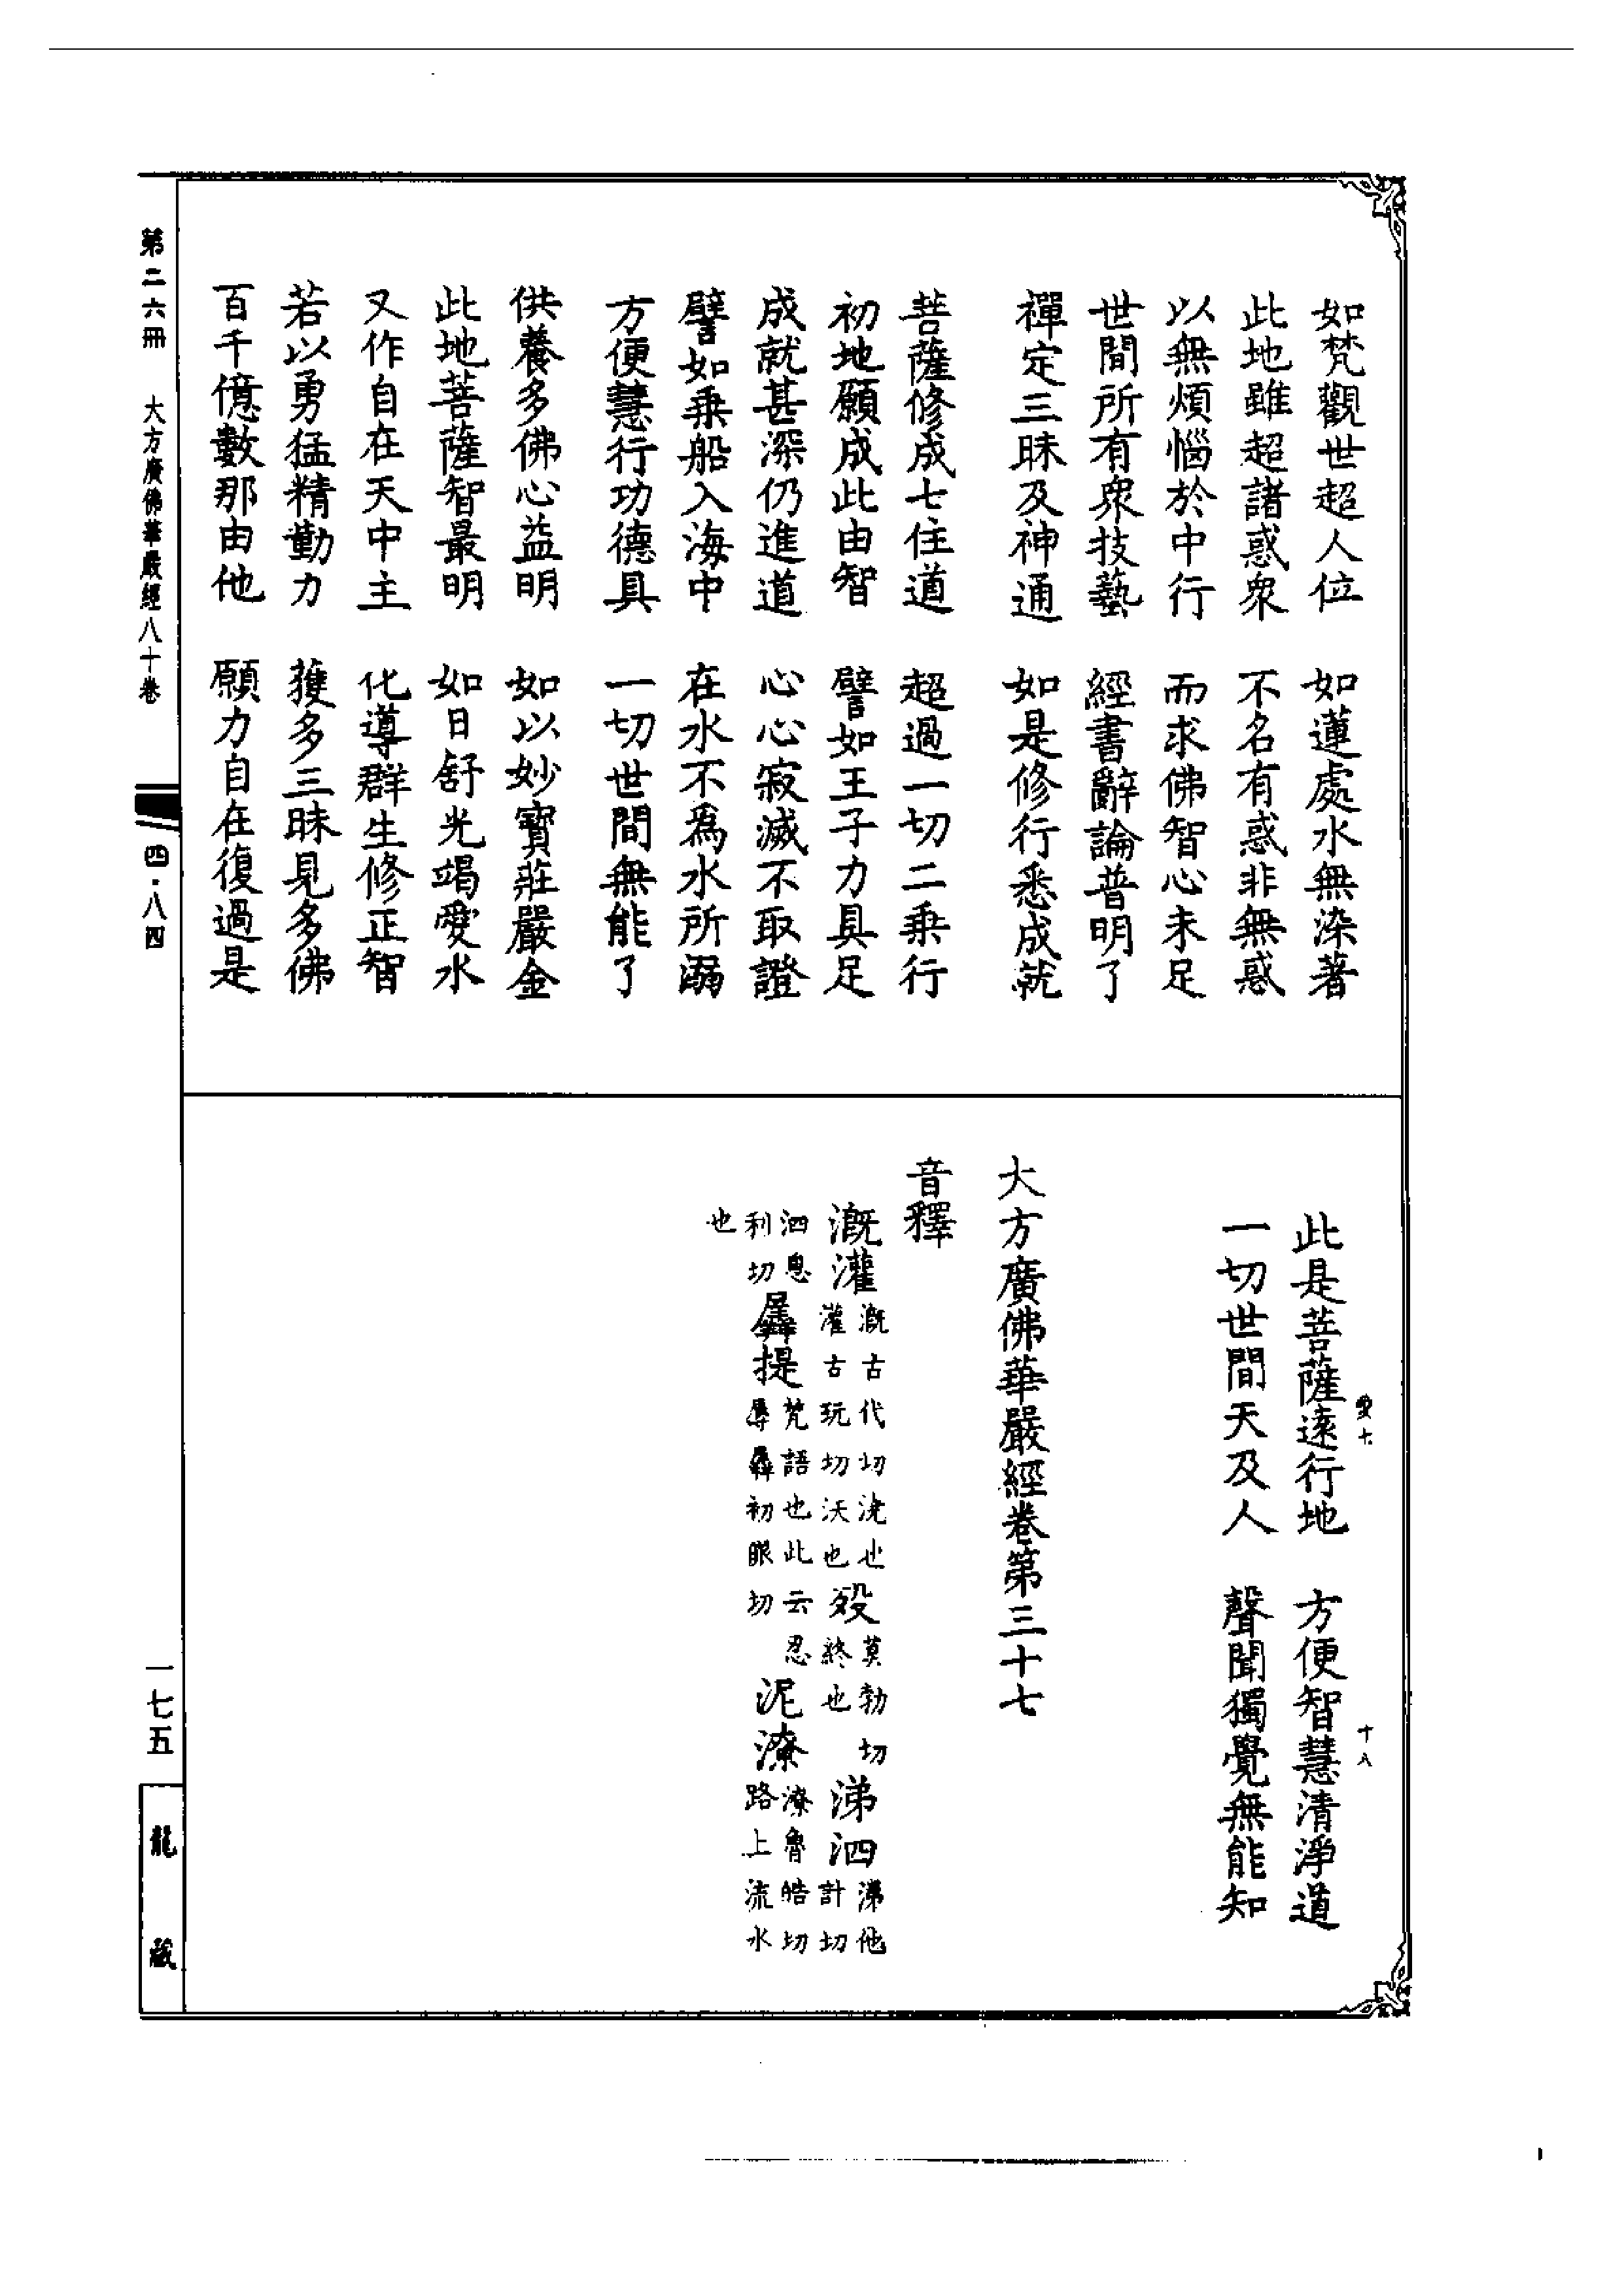 如梵觀世超人位　如蓮處水無染著
此地雖超諸惑衆　不名有惑非無惑
以無煩惱於中行　而求佛智心未足
世間所有衆技藝　經書辭論普明了
禪定三昧及神通　如是修行悉成就
菩薩修成七住道　超過一切二乗行
初地願成此由智　譬如王子力具足
成就甚深仍進道　心心寂滅不取證
譬如乗船入海中　在水不為水所溺
方便慧行功德具　一切世間無能了
供養多佛心益明　如以妙寶莊嚴金
此地菩薩智最明　如日舒光竭愛水
又作自在天中主　化導群生修正智
若以勇猛精勤力　獲多三昧見多佛
百千億數那由他　願力自在復過是
此是菩薩遠行地　方便智慧清淨道
一切世間天及人　聲聞獨覺無能知
十八
大方廣佛華嚴經卷第三十七
音釋
溉灌　溉古代切澆也灌古玩切沃也　歿　莫勃切終也　涕泗　涕他計切
泗息利切　羼提　梵語也此云忍辱羼初眼切　泥潦　潦魯皓切路上流水
也
第二六冊　大方廣佛華嚴經八十卷　四·八四　一七五　龍藏